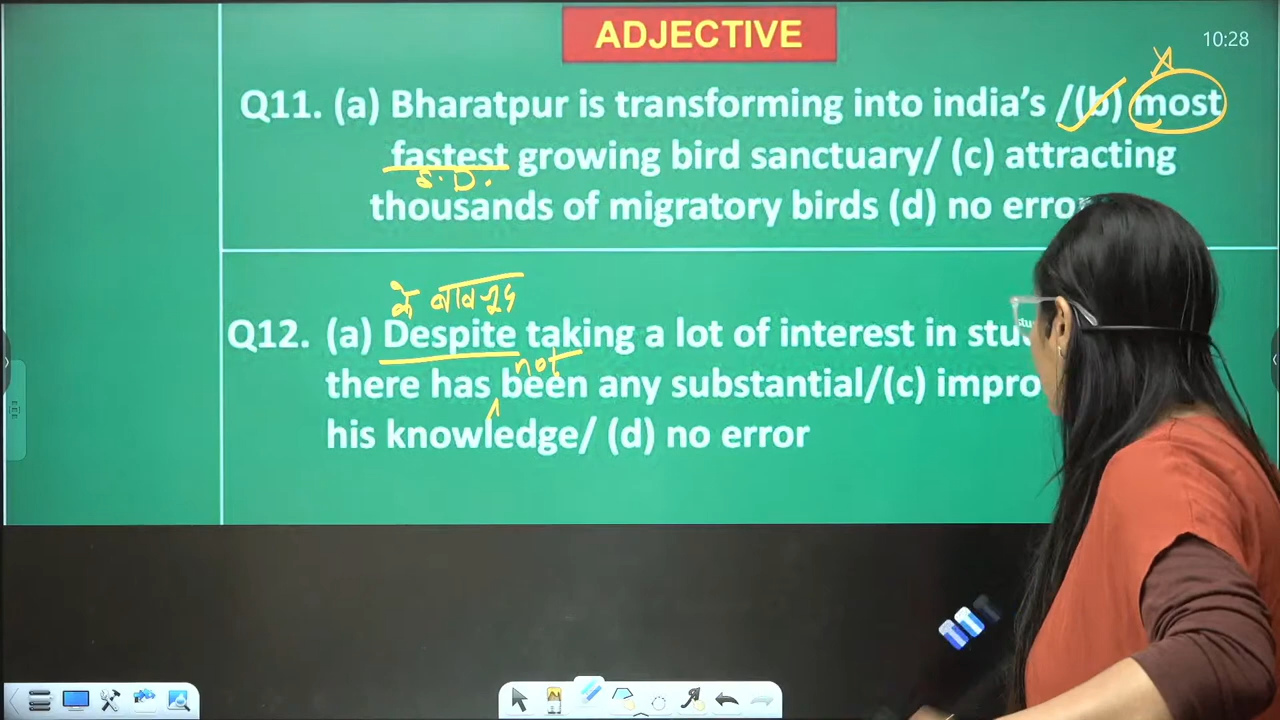 ADJECTIVE
10:28
Q11. (a) Bharatpur is transforming into india's /(b) most
fastest growing bird sanctuary/ (c) attracting
S. D.
thousands of migratory birds (d) no error
के बावजूद
Q12. (a) Despite taking a lot of interest in
not
there has been any substantial/(c)
his knowledge/ (d) no error